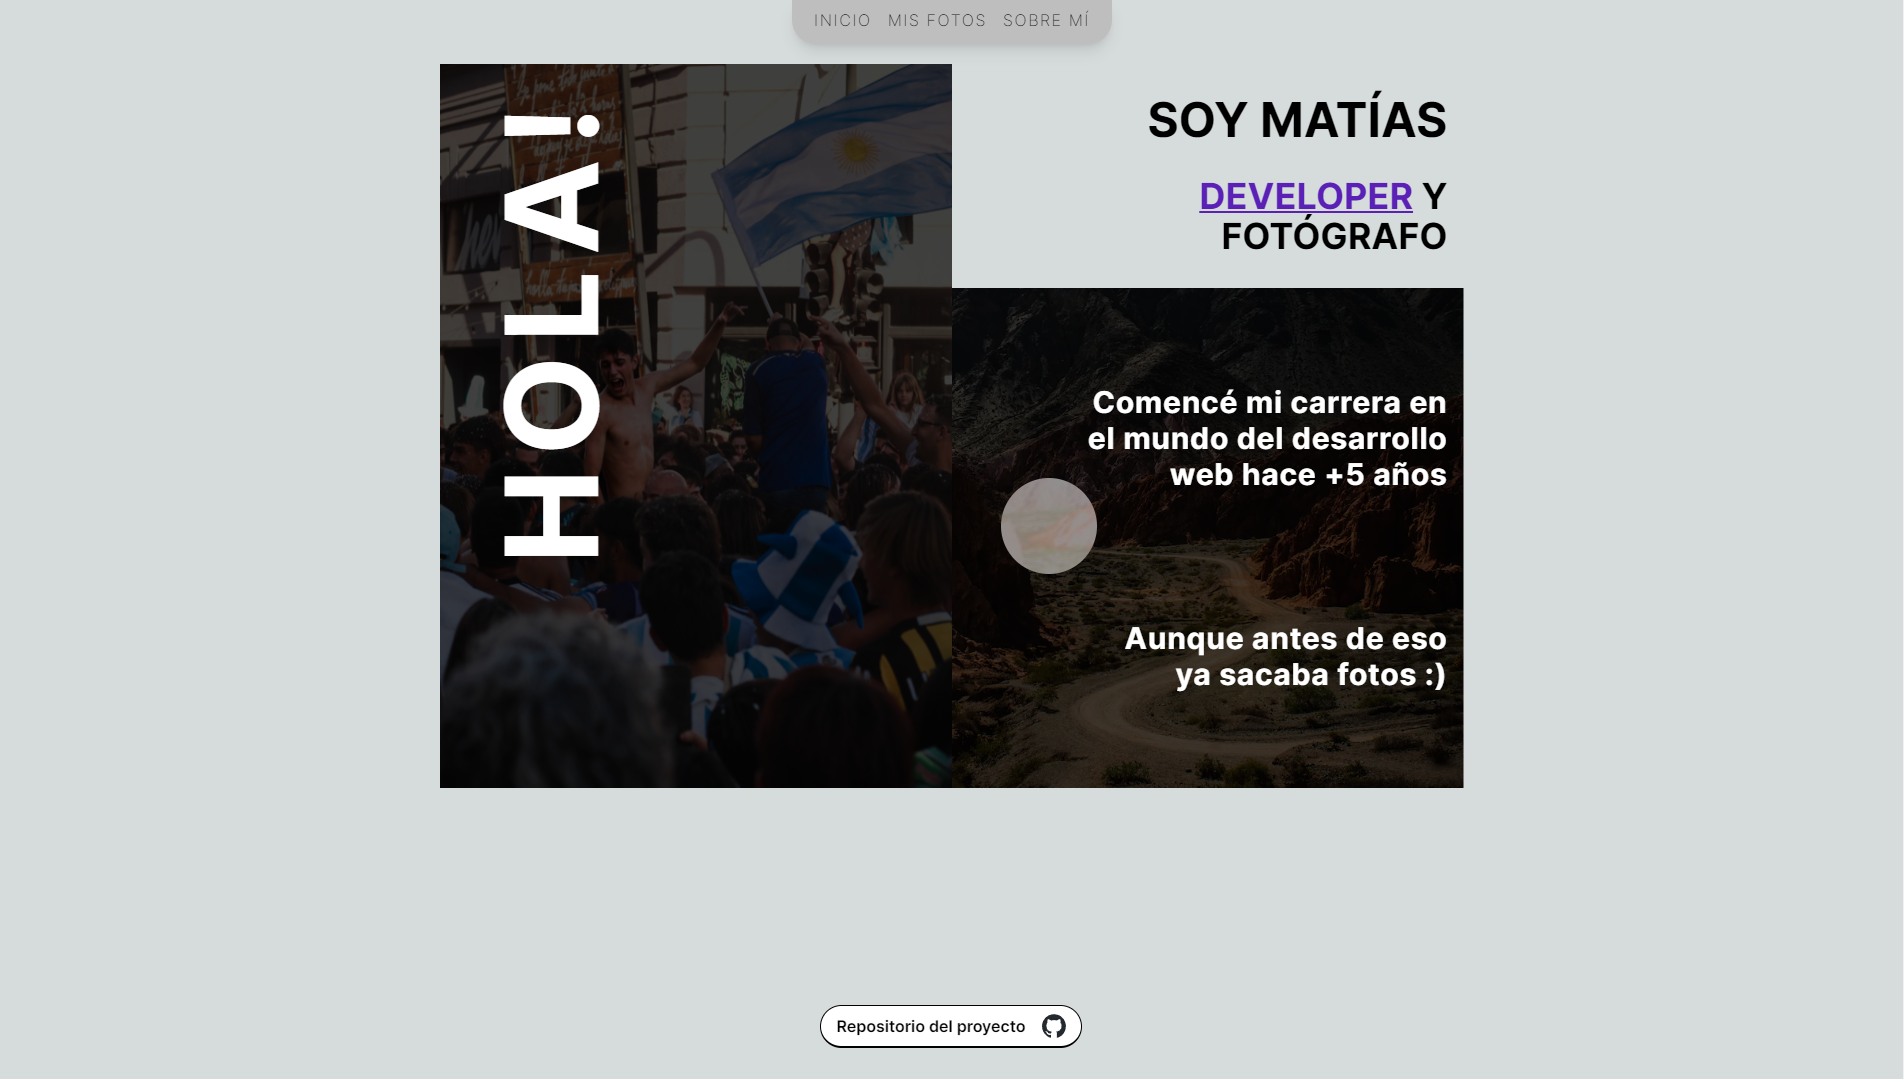 INICIO MIS FOTOS SOBRE MÍ
HOLA!
SOY MATÍAS
DEVELOPER Y
FOTÓGRAFO
Comencé mi carrera en
el mundo del desarrollo
web hace +5 años
Aunque antes de eso
ya sacaba fotos :)
Repositorio del proyecto